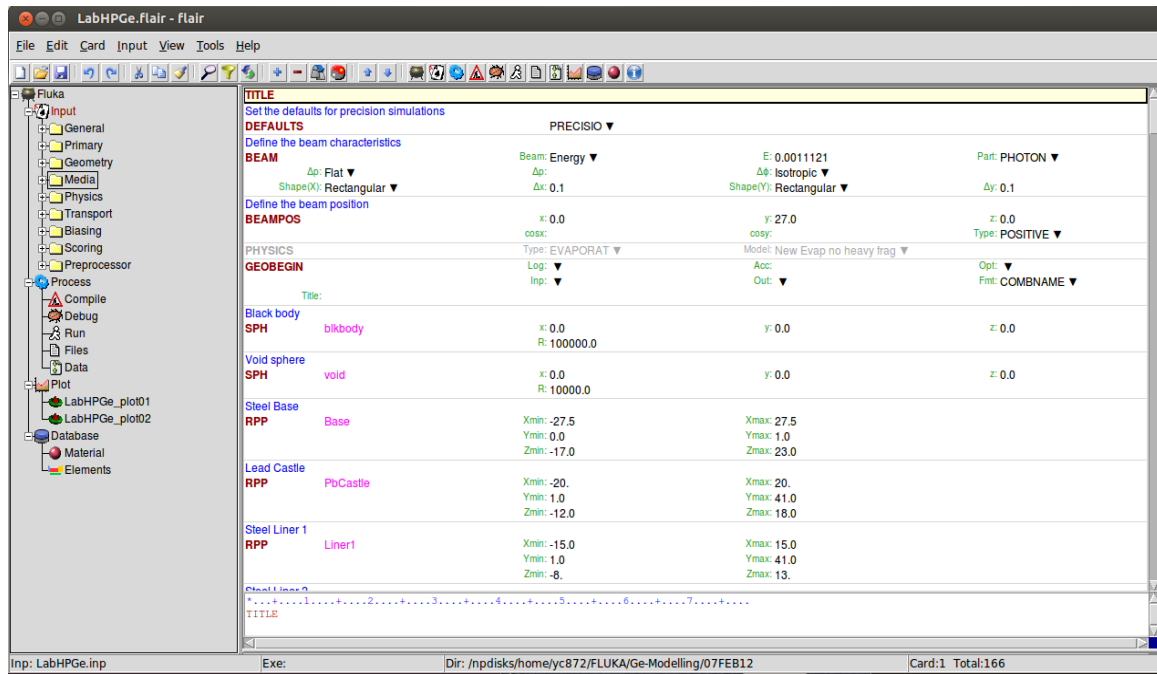 LabHPGe.flair - flair
File Edit Card Input View Tools Help
Fluka
Input
General
Primary
Geometry
Media
Physics
Transport
Biasing
Scoring
Preprocessor
Process
Compile
Debug
Run
Files
Data
Plot
LabHPGe_plot01
LabHPGe_plot02
Database
Material
Elements
TITLE
Set the defaults for precision simulations
DEFAULTS PRECISIO ▼
Define the beam characteristics
BEAM Beam: Energy ▼ E: 0.0011121 Part: PHOTON ▼
Δp: Flat ▼ Δp: Δϕ: Isotropic ▼
Shape(X): Rectangular ▼ Δx: 0.1 Shape(Y): Rectangular ▼ Δy: 0.1
Define the beam position
BEAMPOS x: 0.0 y: 27.0 z: 0.0
cosx: cosy: Type: POSITIVE ▼
PHYSICS Type: EVAPORAT ▼ Model: New Evap no heavy frag ▼
GEOBEGIN Log: ▼ Acc: Opt: ▼
Inp: ▼ Out: ▼ Fmt: COMBNAME ▼
Title:
Black body
SPH blkbody x: 0.0 y: 0.0 z: 0.0
R: 100000.0
Void sphere
SPH void x: 0.0 y: 0.0 z: 0.0
R: 10000.0
Steel Base
RPP Base Xmin: -27.5 Xmax: 27.5
Ymin: 0.0 Ymax: 1.0
Zmin: -17.0 Zmax: 23.0
Lead Castle
RPP PbCastle Xmin: -20. Xmax: 20.
Ymin: 1.0 Ymax: 41.0
Zmin: -12.0 Zmax: 18.0
Steel Liner 1
RPP Liner1 Xmin: -15.0 Xmax: 15.0
Ymin: 1.0 Ymax: 41.0
Zmin: -8. Zmax: 13.
Steel Liner 2
*...+....1....+....2....+....3....+....4....+....5....+....6....+....7....+....
TITLE
Inp: LabHPGe.inp Exe: Dir: /npdisks/home/yc872/FLUKA/Ge-Modelling/07FEB12 Card:1 Total:166